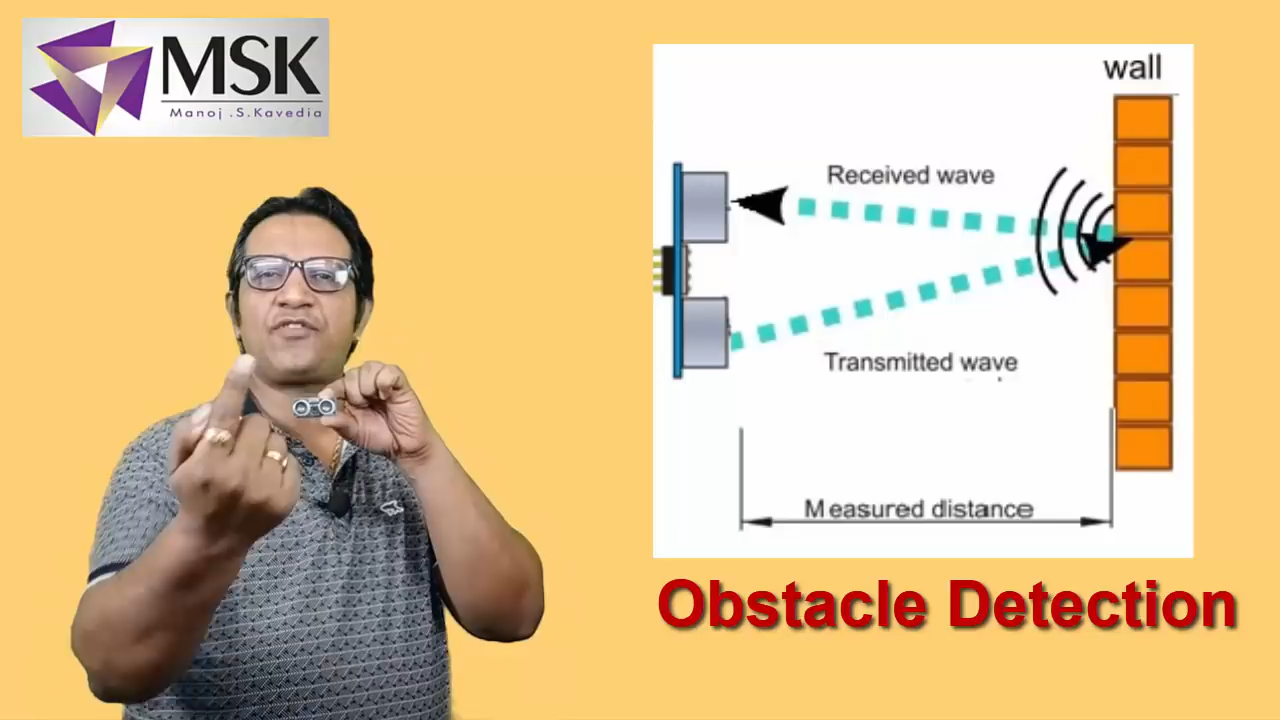 MSK
Manoj .S.Kavedia
wall
Received wave
Transmitted wave
Measured distance
Obstacle Detection